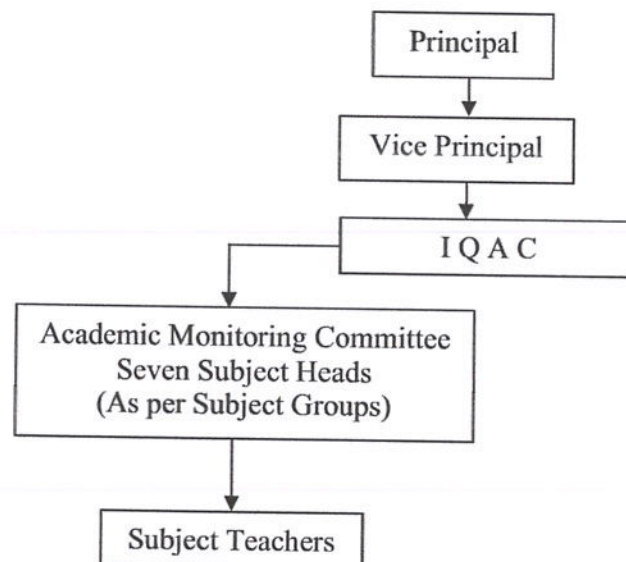 Principal
Vice Principal
I Q A C
Academic Monitoring Committee
Seven Subject Heads
(As per Subject Groups)
Subject Teachers